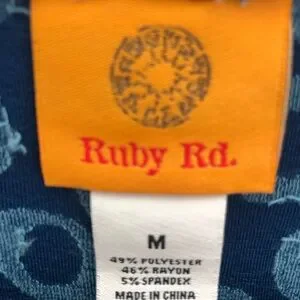 Ruby Rd.
M
49% POLYESTER
46% RAYON
5% SPANDEX
MADE IN CHINA